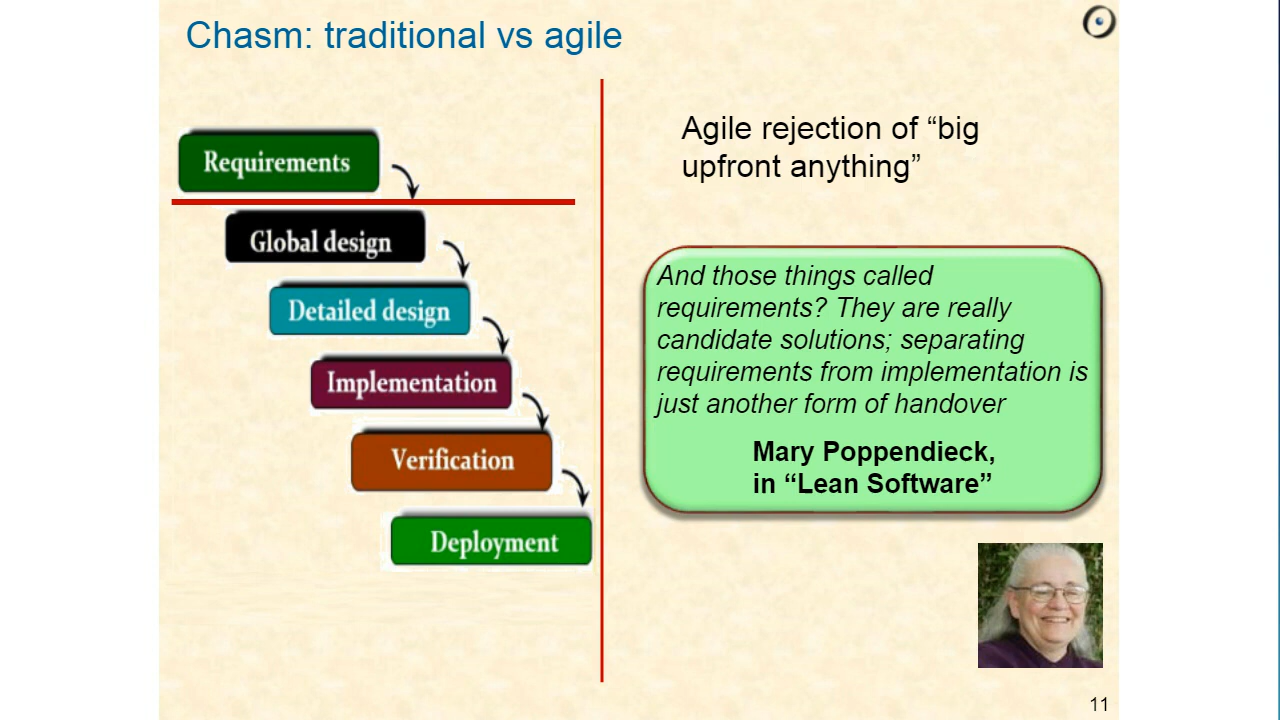 Chasm: traditional vs agile
Requirements
Global design
Detailed design
Implementation
Verification
Deployment
Agile rejection of “big
upfront anything”
And those things called
requirements? They are really
candidate solutions; separating
requirements from implementation is
just another form of handover
Mary Poppendieck,
in “Lean Software”
11